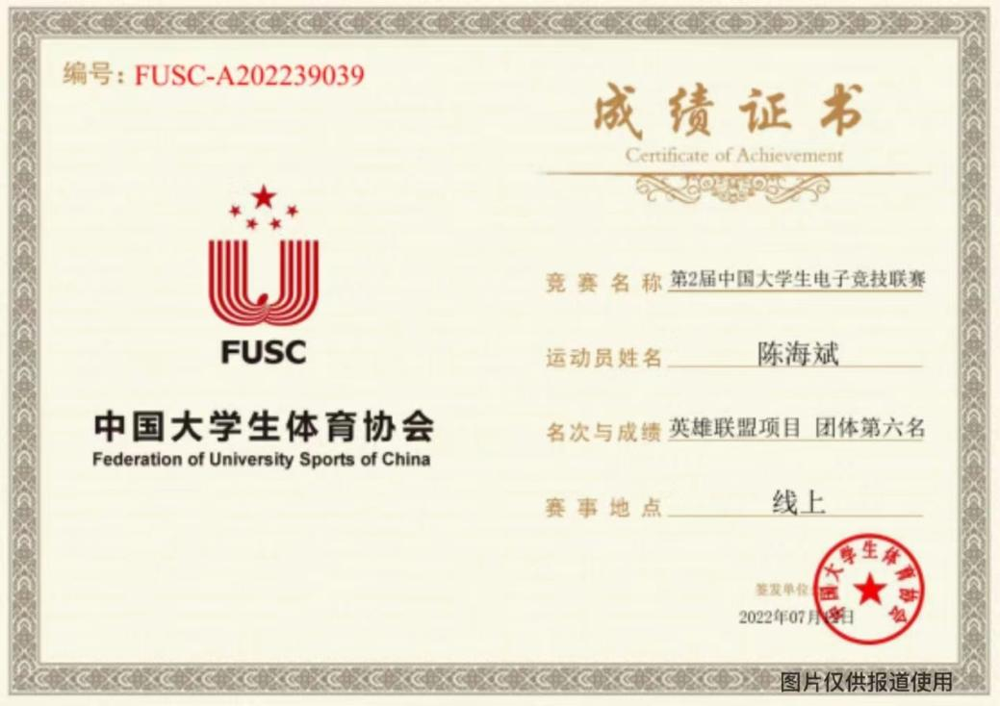 编号：FUSC-A202239039
成绩证书
Certificate of Achievement
FUSC
中国大学生体育协会
Federation of University Sports of China
竞赛名称 第2届中国大学生电子竞技联赛
运动员姓名 陈海斌
名次与成绩 英雄联盟项目 团体第六名
赛事地点 线上
签发单位
中国大学生体育协会
2022年07月 日
图片仅供报道使用